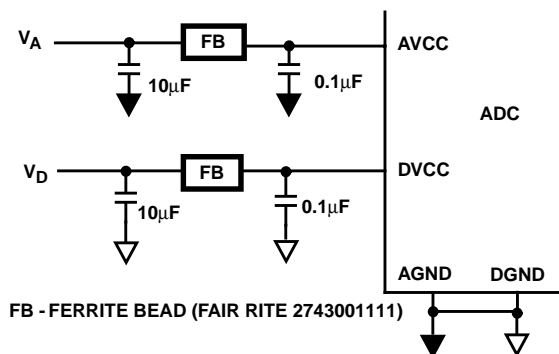 VA
FB
AVCC
10µF
0.1µF
ADC
VD
FB
DVCC
10µF
0.1µF
AGND
DGND
FB - FERRITE BEAD (FAIR RITE 2743001111)